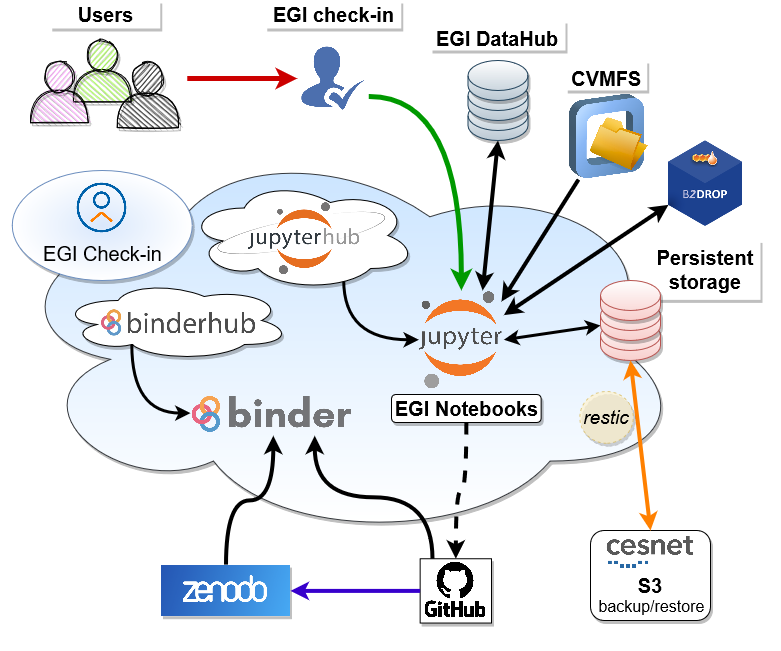 Users
EGI check-in
EGI DataHub
CVMFS
B2DROP
EGI Check-in
jupyterhub
Persistent
storage
binderhub
jupyter
EGI Notebooks
binder
restic
zenodo
GitHub
cesnet
S3
backup/restore